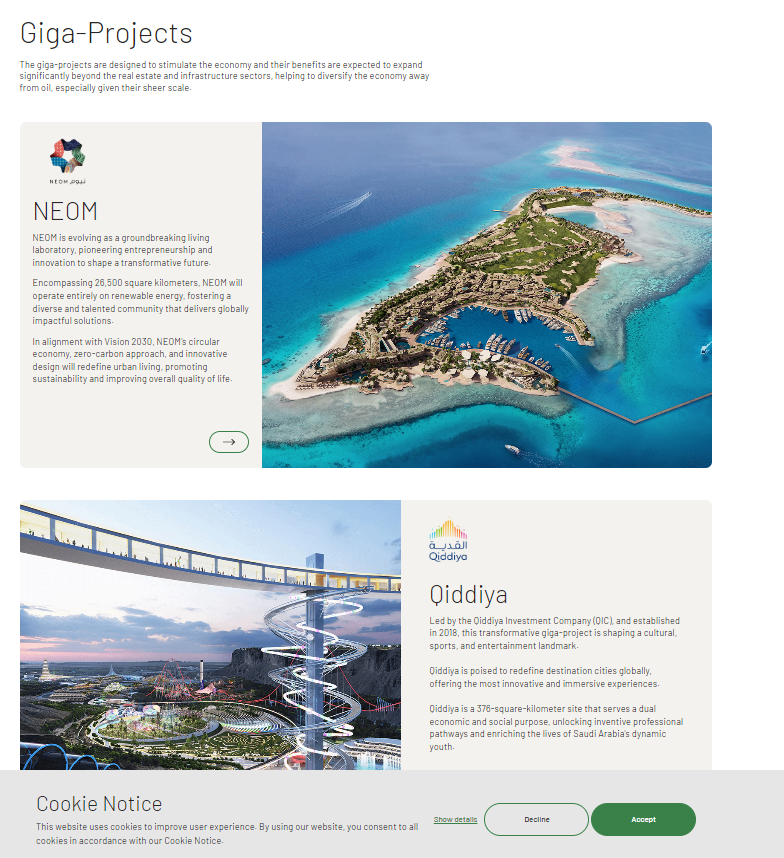 Giga-Projects
The giga-projects are designed to stimulate the economy and their benefits are expected to expand
significantly beyond the real estate and infrastructure sectors, helping to diversify the economy away
from oil, especially given their sheer scale.
NEOM نيوم
NEOM
NEOM is evolving as a groundbreaking living
laboratory, pioneering entrepreneurship and
innovation to shape a transformative future.
Encompassing 26,500 square kilometers, NEOM will
operate entirely on renewable energy, fostering a
diverse and talented community that delivers globally
impactful solutions.
In alignment with Vision 2030, NEOM's circular
economy, zero-carbon approach, and innovative
design will redefine urban living, promoting
sustainability and improving overall quality of life.
القدية
Qiddiya
Qiddiya
Led by the Qiddiya Investment Company (QIC), and established
in 2018, this transformative giga-project is shaping a cultural,
sports, and entertainment landmark.
Qiddiya is poised to redefine destination cities globally,
offering the most innovative and immersive experiences.
Qiddiya is a 376-square-kilometer site that serves a dual
economic and social purpose, unlocking inventive professional
pathways and enriching the lives of Saudi Arabia's dynamic
youth.
Cookie Notice
This website uses cookies to improve user experience. By using our website, you consent to all
cookies in accordance with our Cookie Notice.
Show details
Decline
Accept